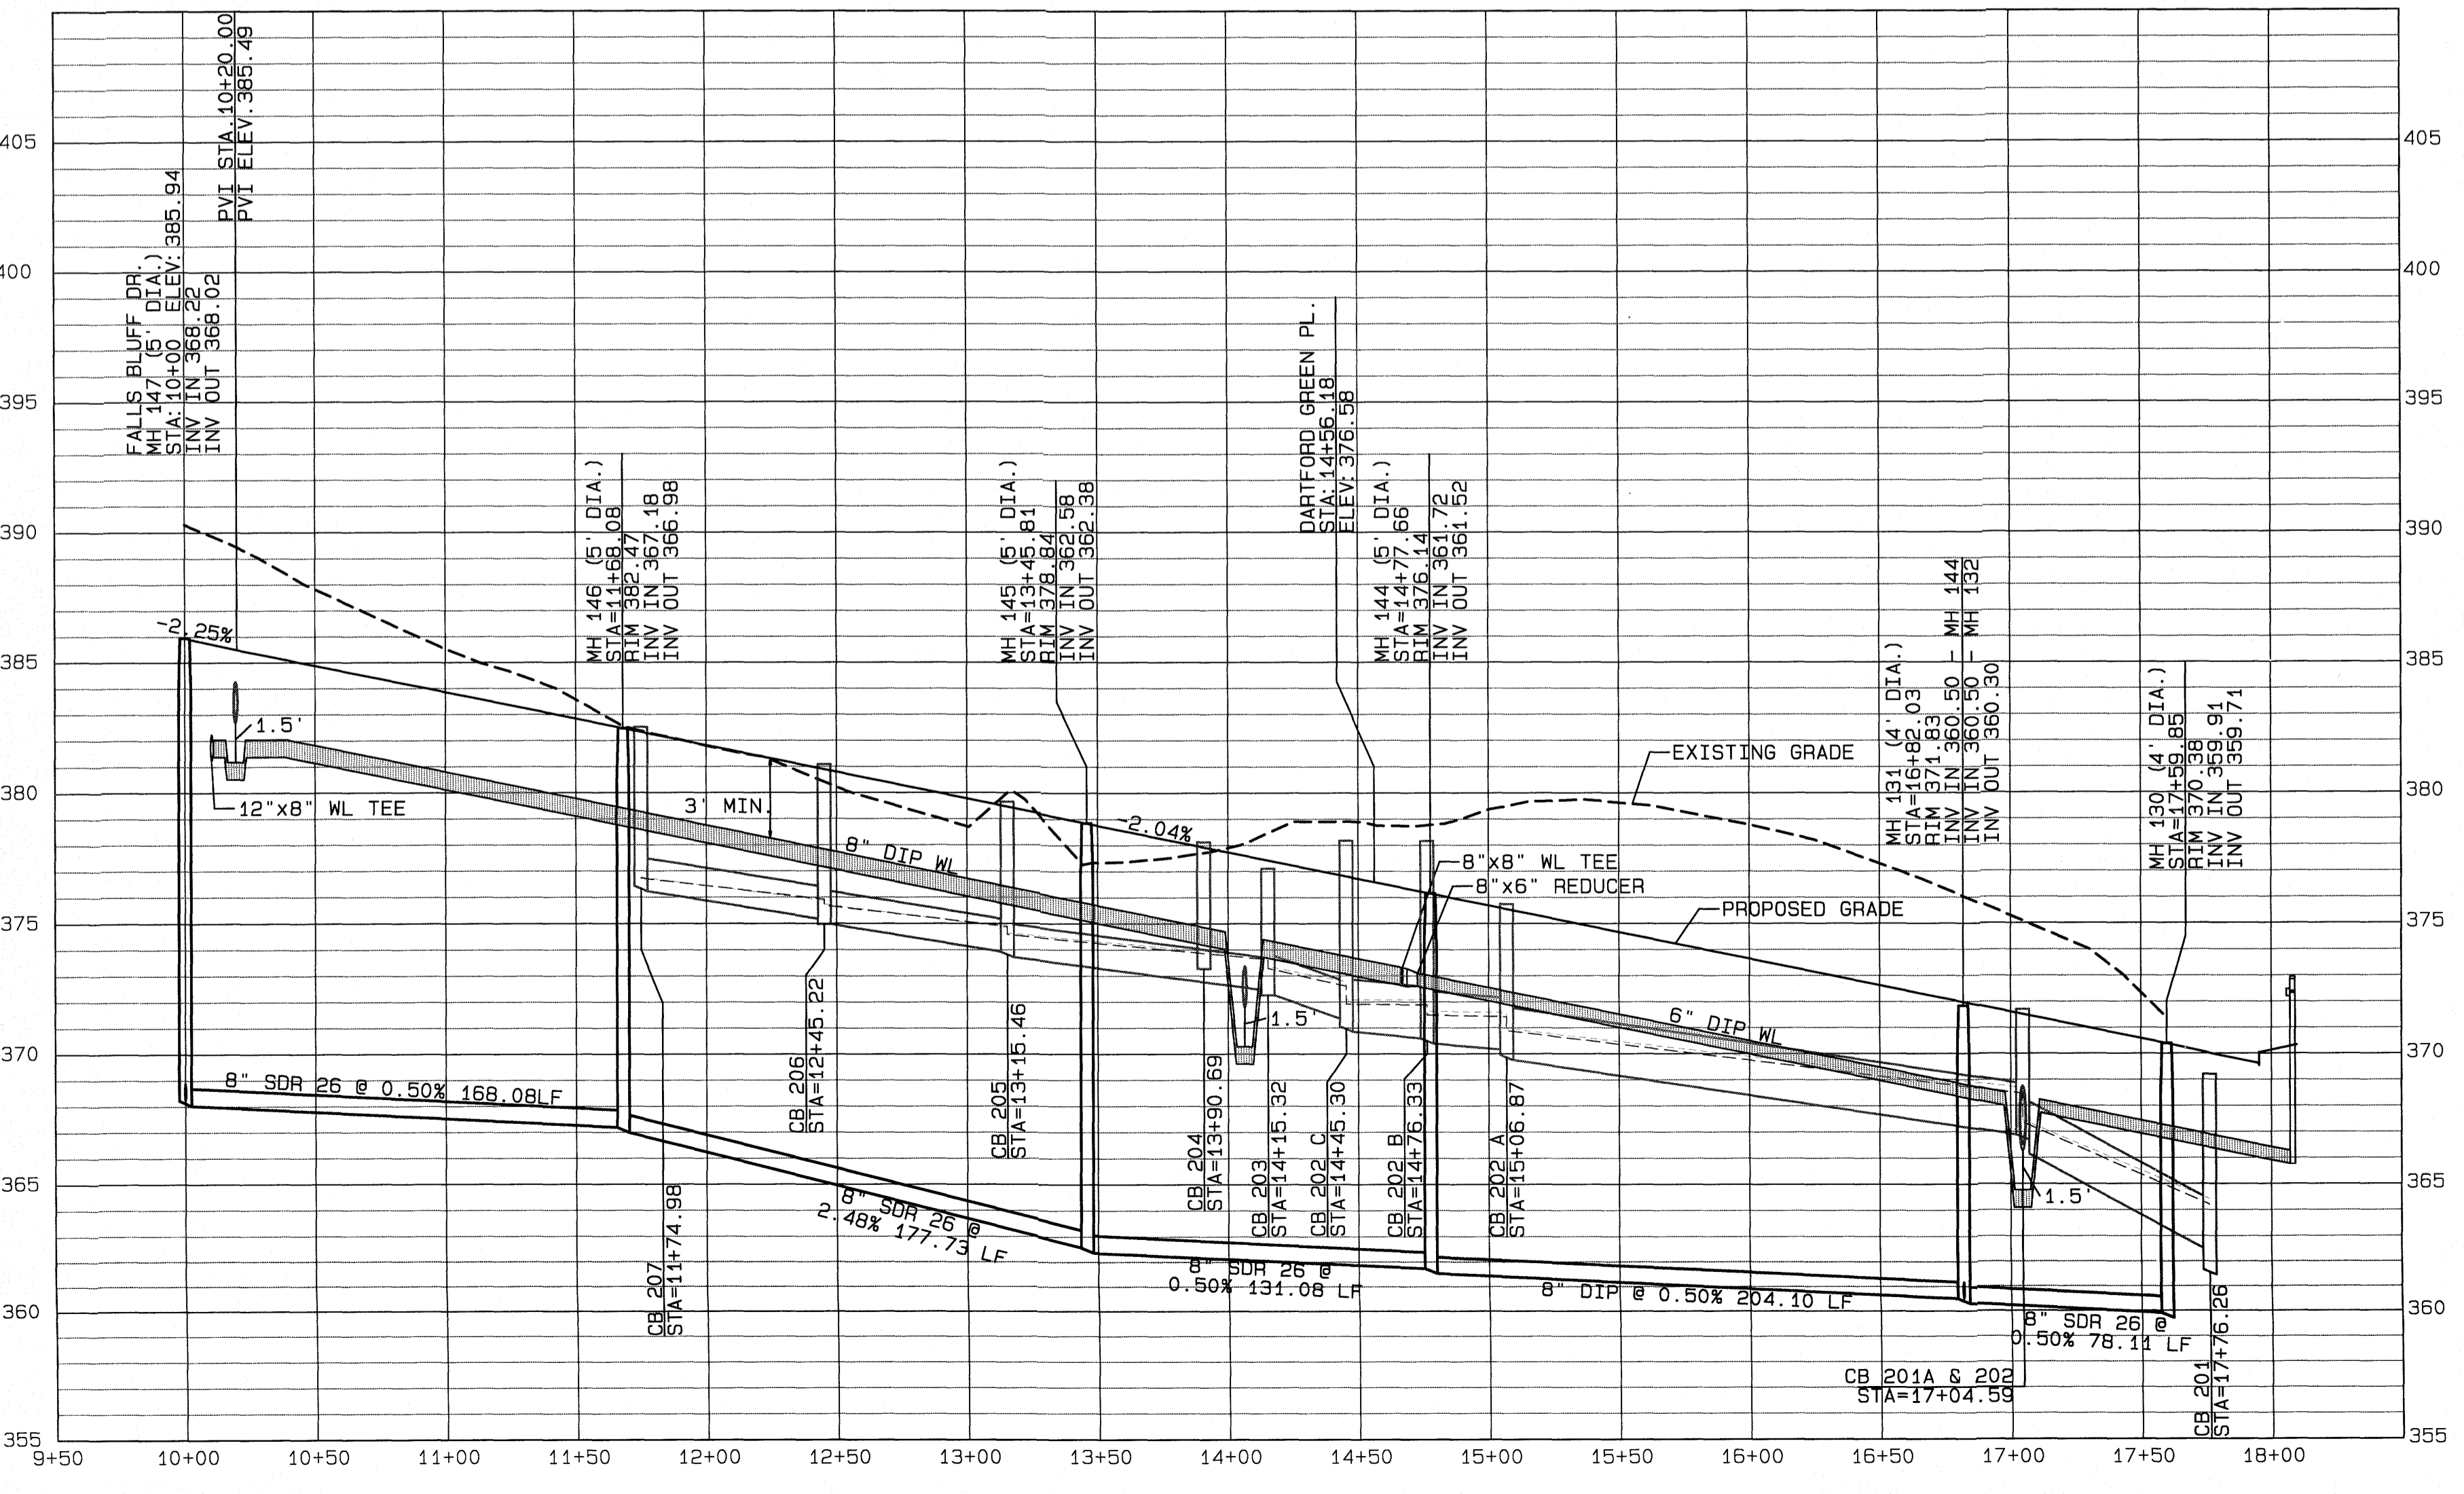 PVI STA.10+20.00
PVI ELEV.385.49
FALLS BLUFF DR.
MH 147 (5' DIA.)
STA: 10+00 ELEV: 385.94
INV IN 368.22
INV OUT 368.02
-2.25%
1.5'
12"x8" WL TEE
MH 146 (5' DIA.)
STA=11+68.08
RIM 382.47
INV IN 367.18
INV OUT 366.98
3' MIN.
8" DIP WL
MH 145 (5' DIA.)
STA=13+45.81
RIM 378.84
INV IN 362.58
INV OUT 362.38
-2.04%
DARTFORD GREEN PL.
STA: 14+56.18
ELEV: 376.58
MH 144 (5' DIA.)
STA=14+77.66
RIM 376.14
INV IN 361.72
INV OUT 361.52
8"x8" WL TEE
8"x6" REDUCER
EXISTING GRADE
PROPOSED GRADE
6" DIP WL
MH 131 (4' DIA.)
STA=16+82.03
RIM 371.83
INV IN 360.50 - MH 144
INV IN 360.50 - MH 132
INV OUT 360.30
MH 130 (4' DIA.)
STA=17+59.85
RIM 370.38
INV IN 359.91
INV OUT 359.71
8" SDR 26 @ 0.50% 168.08LF
CB 207
STA=11+74.98
CB 206
STA=12+45.22
8" SDR 26 @
2.48% 177.73 LF
CB 205
STA=13+15.46
CB 204
STA=13+90.69
1.5'
CB 203
STA=14+15.32
CB 202 C
STA=14+45.30
CB 202 B
STA=14+76.33
CB 202 A
STA=15+06.87
8" SDR 26 @
0.50% 131.08 LF
8" DIP @ 0.50% 204.10 LF
1.5'
8" SDR 26 @
0.50% 78.11 LF
CB 201A & 202
STA=17+04.59
CB 201
STA=17+76.26
405
400
395
390
385
380
375
370
365
360
355
405
400
395
390
385
380
375
370
365
360
355
9+50 10+00 10+50 11+00 11+50 12+00 12+50 13+00 13+50 14+00 14+50 15+00 15+50 16+00 16+50 17+00 17+50 18+00